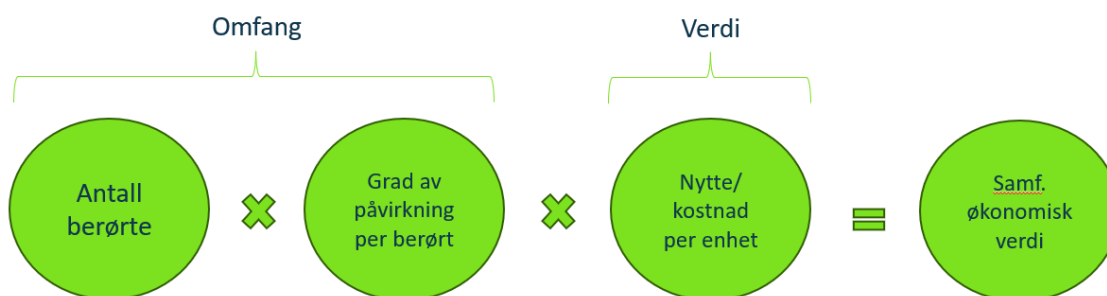 Omfang
Verdi
Antall
berørte
Grad av
påvirkning
per berørt
Nytte/
kostnad
per enhet
Samf.
økonomisk
verdi